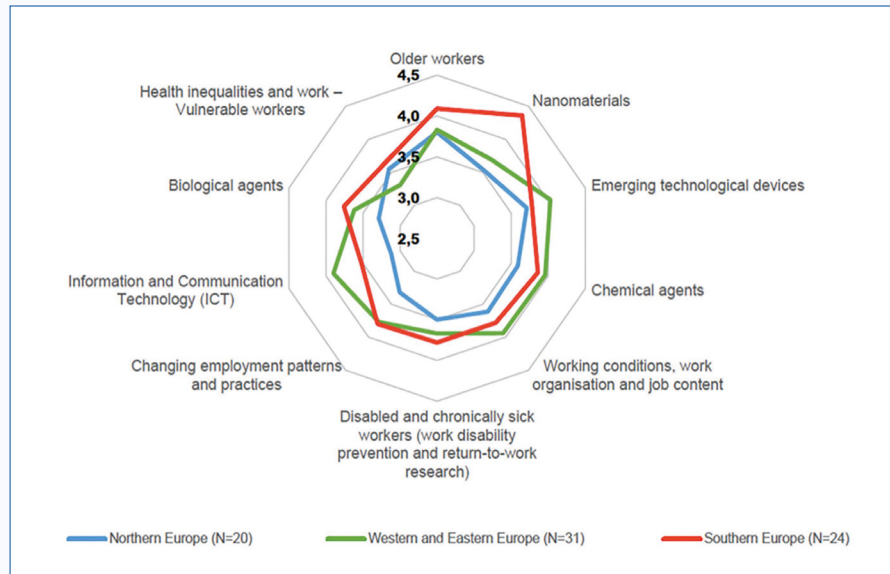 Older workers
4,5
Health inequalities and work –
Vulnerable workers
Nanomaterials
4,0
3,5
Biological agents
Emerging technological devices
3,0
2,5
Information and Communication
Technology (ICT)
Chemical agents
Changing employment patterns
and practices
Working conditions, work
organisation and job content
Disabled and chronically sick
workers (work disability
prevention and return-to-work
research)
Northern Europe (N=20)
Western and Eastern Europe (N=31)
Southern Europe (N=24)